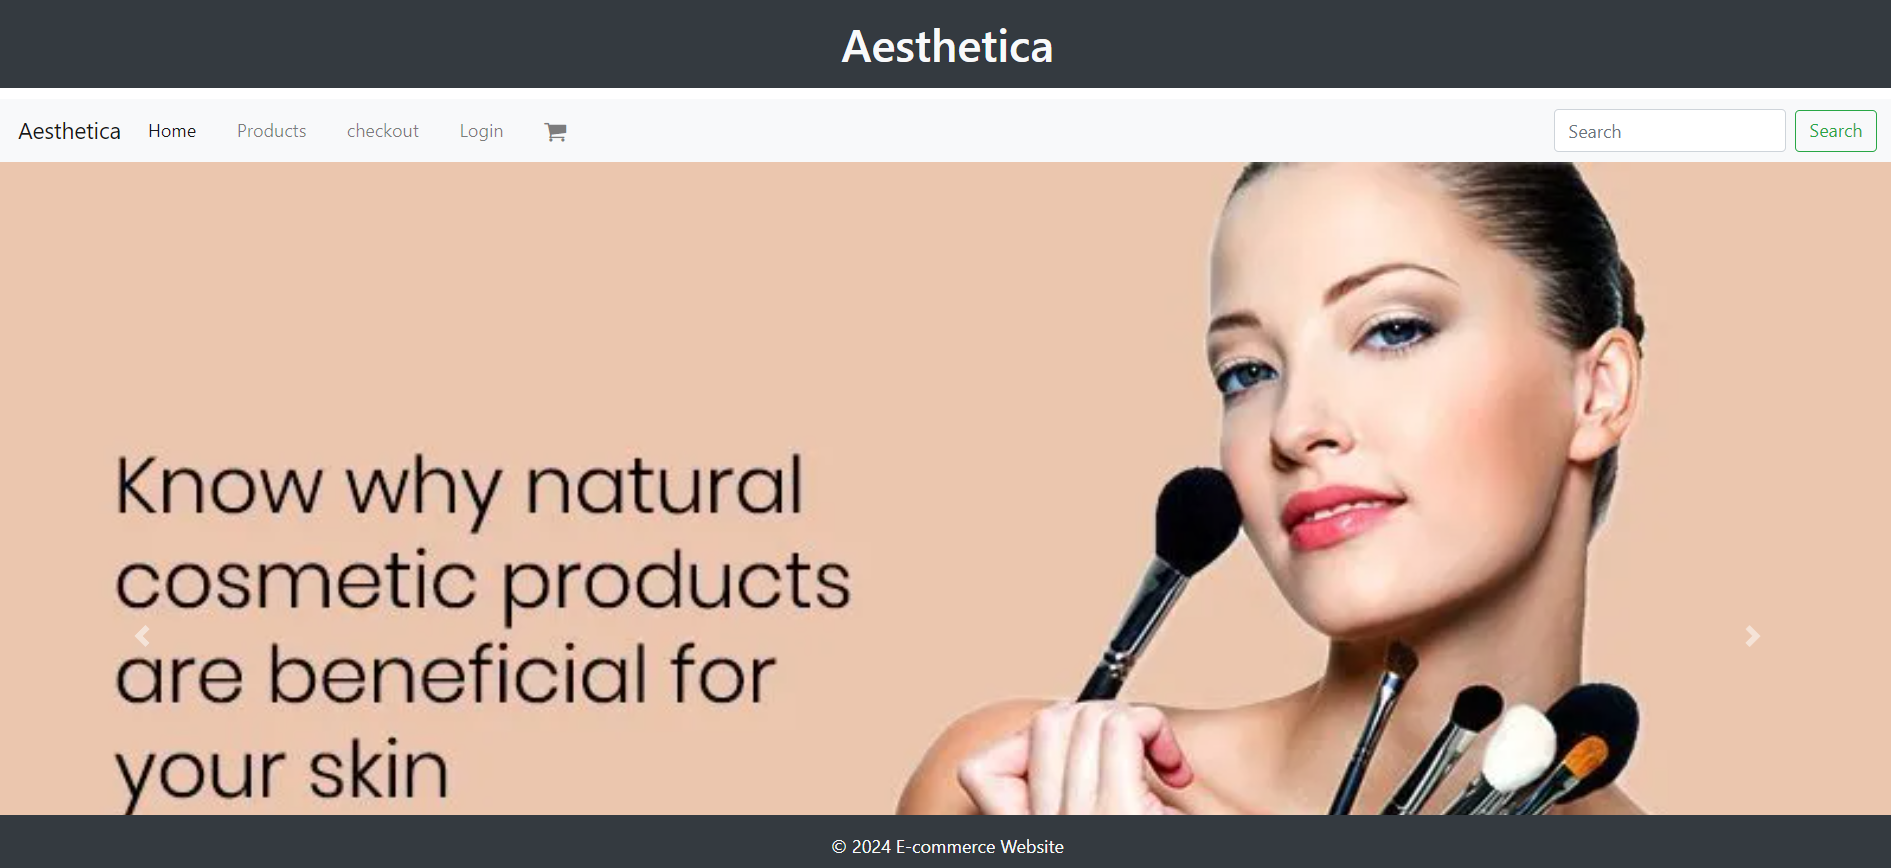 Aesthetica
Aesthetica Home Products checkout Login Search Search
Know why natural
cosmetic products
are beneficial for
your skin
© 2024 E-commerce Website